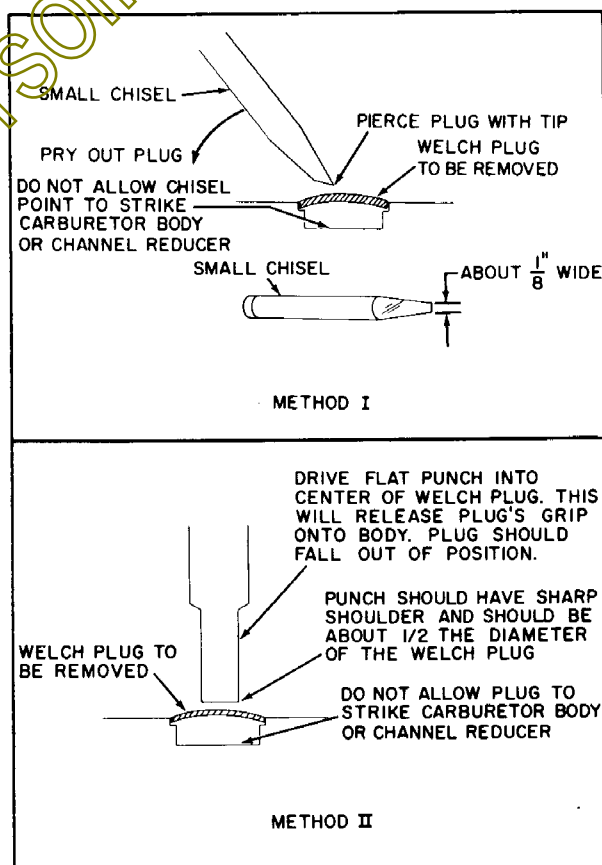 SMALL CHISEL
PIERCE PLUG WITH TIP
WELCH PLUG
TO BE REMOVED
PRY OUT PLUG
DO NOT ALLOW CHISEL
POINT TO STRIKE
CARBURETOR BODY
OR CHANNEL REDUCER
SMALL CHISEL
ABOUT 1/8" WIDE
METHOD I
DRIVE FLAT PUNCH INTO
CENTER OF WELCH PLUG. THIS
WILL RELEASE PLUG'S GRIP
ONTO BODY. PLUG SHOULD
FALL OUT OF POSITION.
PUNCH SHOULD HAVE SHARP
SHOULDER AND SHOULD BE
ABOUT 1/2 THE DIAMETER
OF THE WELCH PLUG
WELCH PLUG TO
BE REMOVED
DO NOT ALLOW PLUG TO
STRIKE CARBURETOR BODY
OR CHANNEL REDUCER
METHOD II